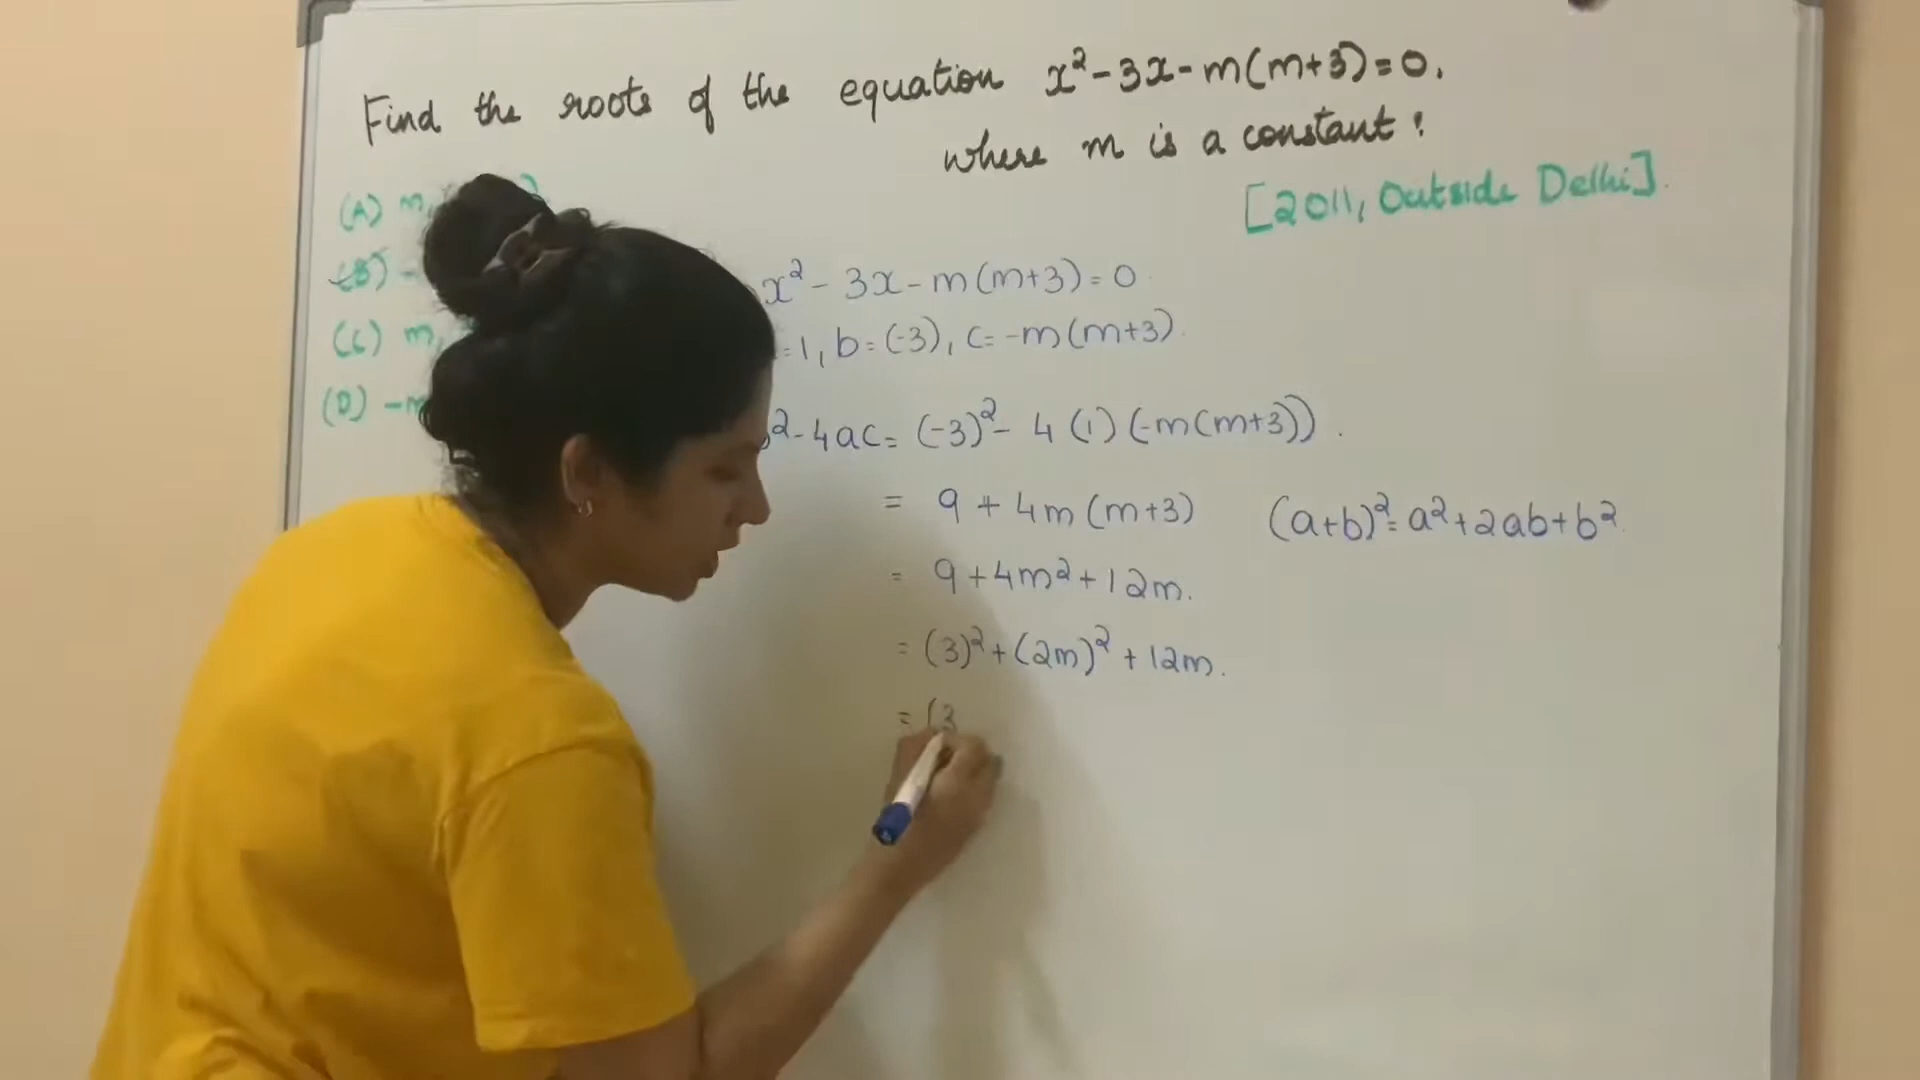 Find the roots of the equation x²-3x-m(m+3)=0.
where m is a constant?
[2011, Outside Delhi].
(A) m,
(B) -
(C) m,
(D) -m
x² - 3x - m(m+3) = 0
=1, b=(-3), c= -m(m+3).
²-4ac= (-3)² - 4 (1) (-m(m+3)).
= 9 + 4m(m+3) (a+b)²= a²+2ab+b²
= 9+4m²+12m.
= (3)²+(2m)²+12m.
= (3